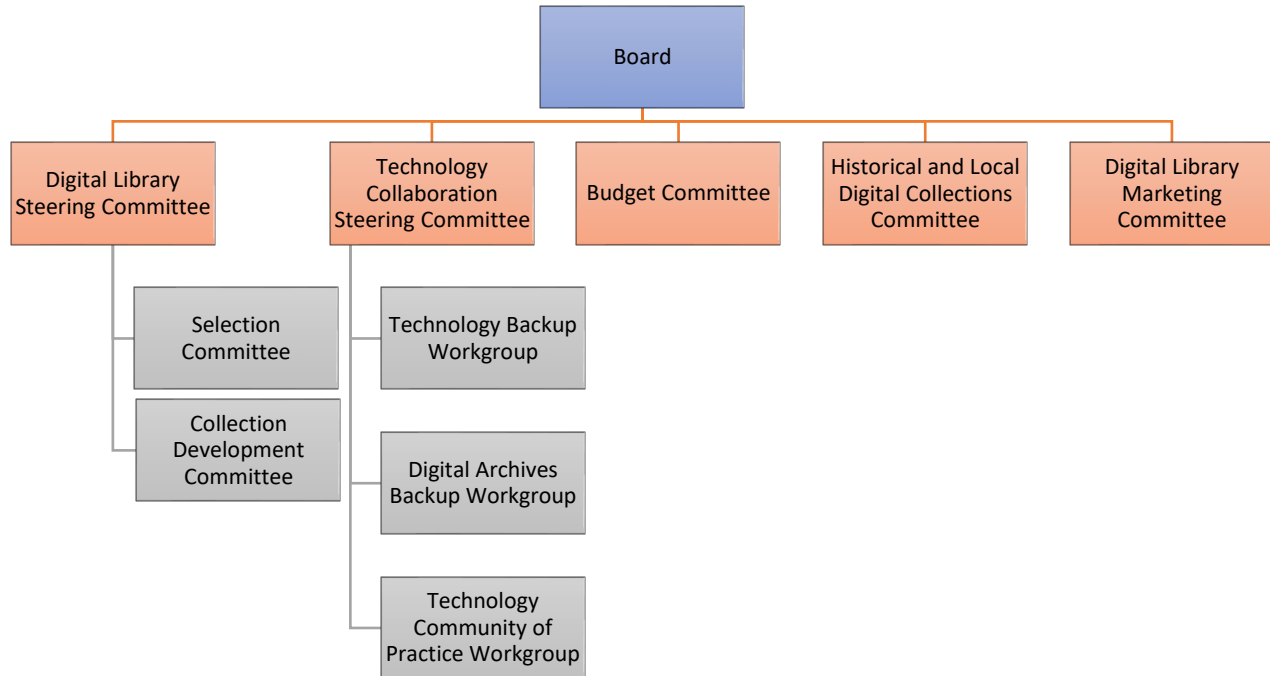 Board
Digital Library
Steering Committee
Technology
Collaboration
Steering Committee
Budget Committee
Historical and Local
Digital Collections
Committee
Digital Library
Marketing
Committee
Selection
Committee
Collection
Development
Committee
Technology Backup
Workgroup
Digital Archives
Backup Workgroup
Technology
Community of
Practice Workgroup